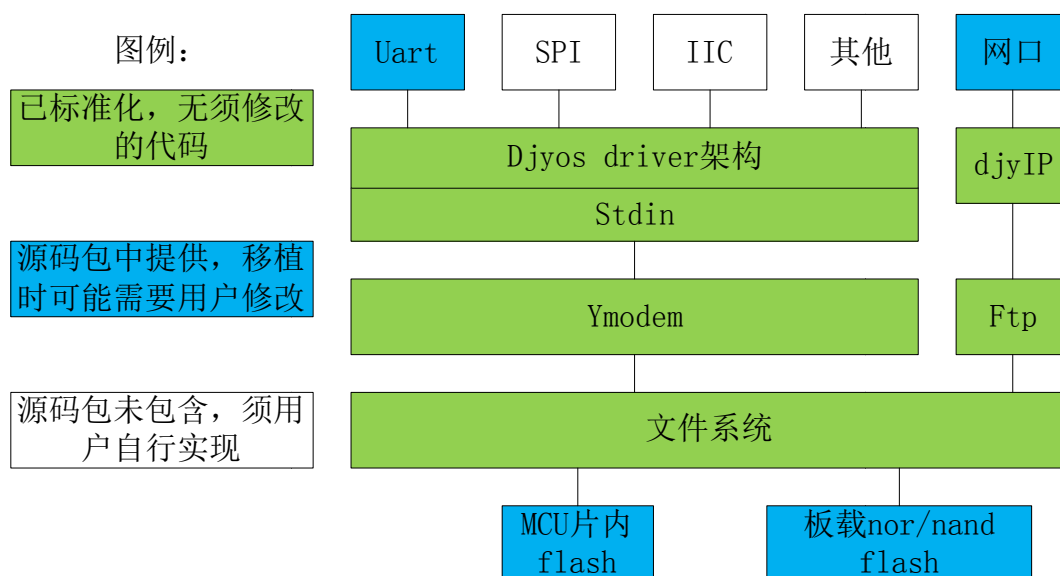 图例：
Uart
SPI
IIC
其他
网口
已标准化，无须修改
的代码
Djyos driver架构
djyIP
Stdin
源码包中提供，移植
时可能需要用户修改
Ymodem
Ftp
源码包未包含，须用
户自行实现
文件系统
MCU片内
flash
板载nor/nand
flash